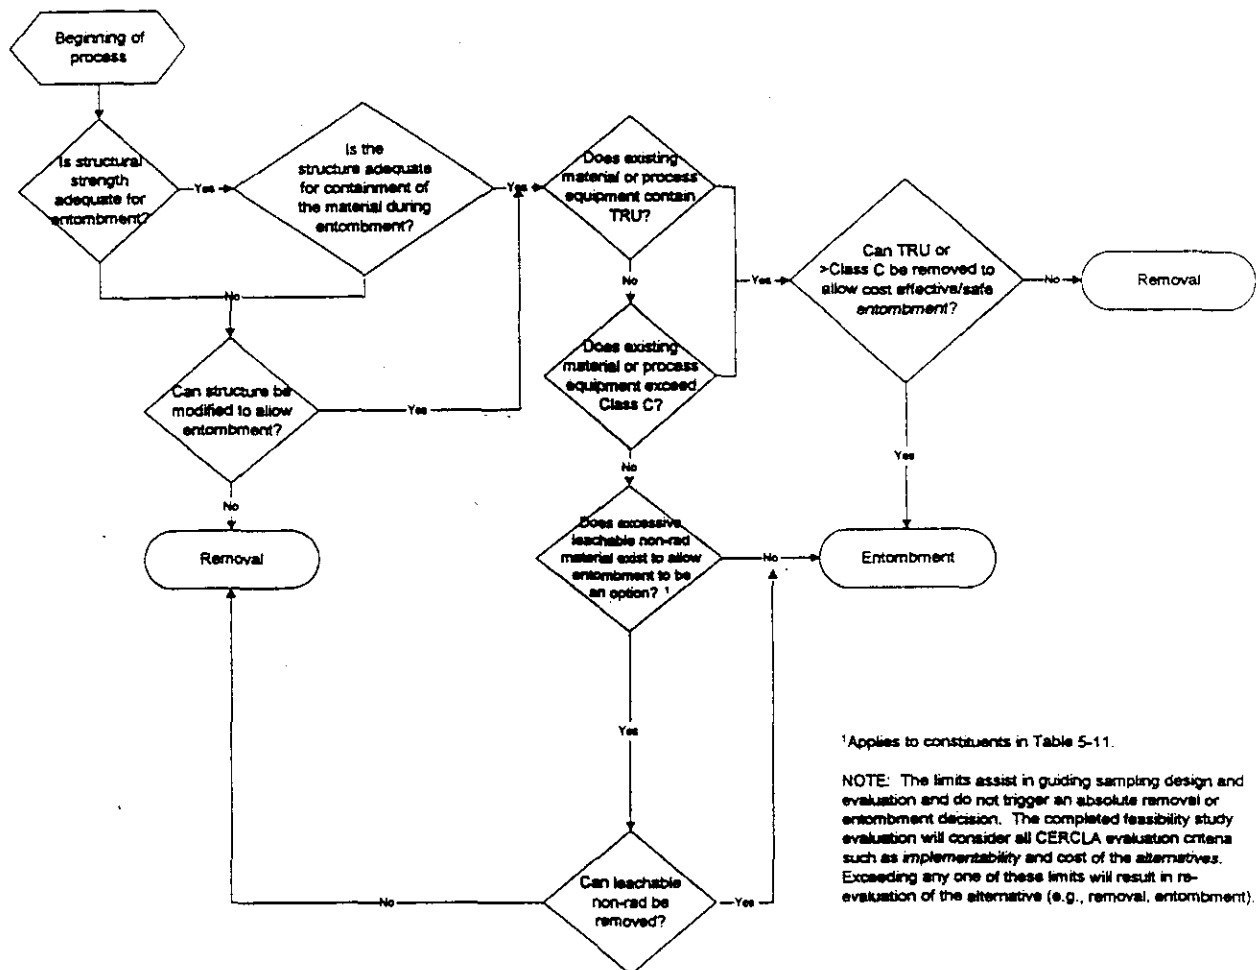 Beginning of
process
Is structural
strength
adequate for
entombment?
Yes
Is the
structure adequate
for containment of
the material during
entombment?
Yes
Does existing
material or process
equipment contain
TRU?
No
Yes
Can TRU or
>Class C be removed to
allow cost effective/safe
entombment?
No
Removal
No
Does existing
material or process
equipment exceed
Class C?
Can structure be
modified to allow
entombment?
Yes
No
Yes
No
Removal
Does excessive
leachable non-rad
material exist to allow
entombment to be
an option? ¹
No
Entombment
Yes
¹Applies to constituents in Table 5-11.
NOTE: The limits assist in guiding sampling design and
evaluation and do not trigger an absolute removal or
entombment decision. The completed feasibility study
evaluation will consider all CERCLA evaluation criteria
such as implementability and cost of the alternatives.
Exceeding any one of these limits will result in re-
evaluation of the alternative (e.g., removal, entombment).
No
Can leachable
non-rad be
removed?
Yes